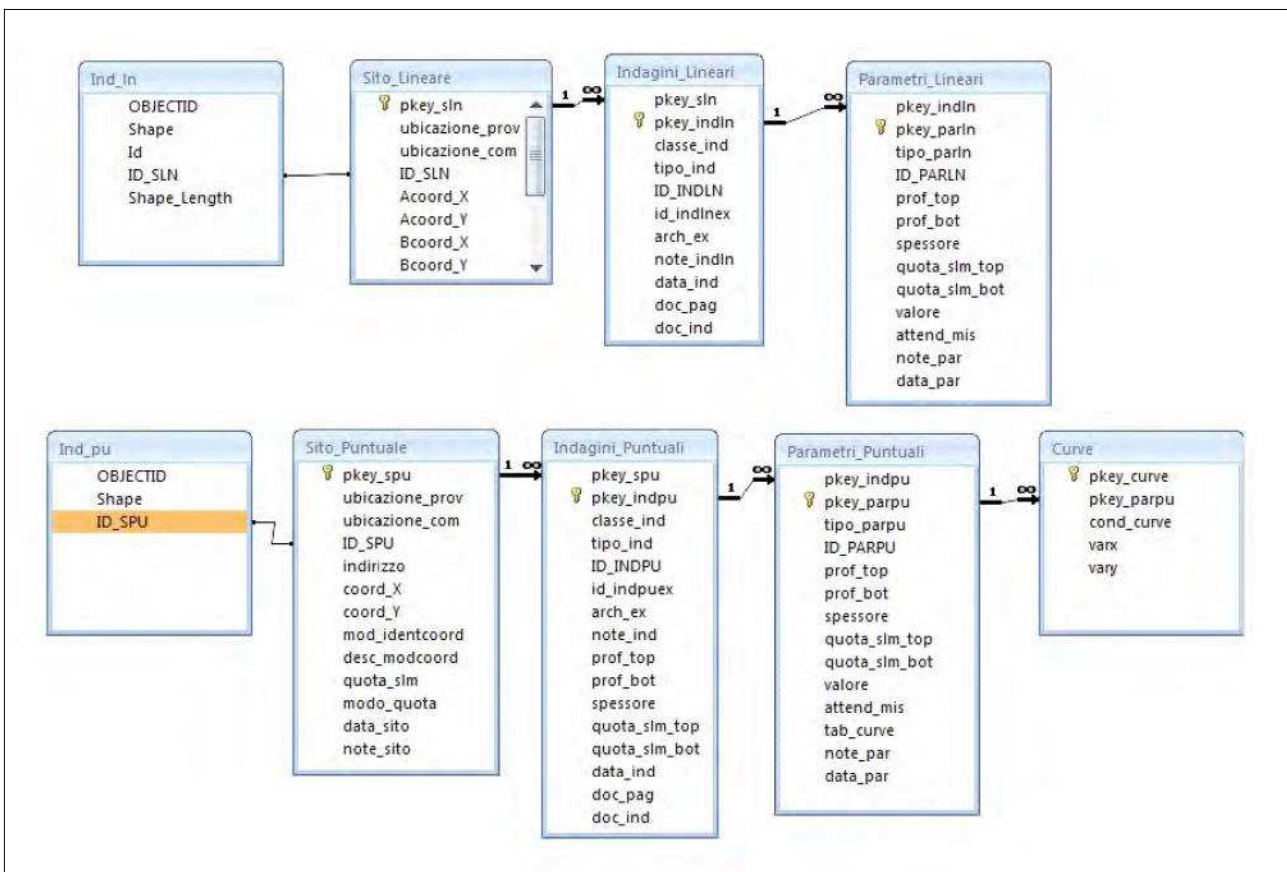 Ind_ln
OBJECTID
Shape
Id
ID_SLN
Shape_Length
Sito_Lineare
pkey_sln
ubicazione_prov
ubicazione_com
ID_SLN
Acoord_X
Acoord_Y
Bcoord_X
Bcoord_Y
1 ∞
Indagini_Lineari
pkey_sln
pkey_indln
classe_ind
tipo_ind
ID_INDLN
id_indlnex
arch_ex
note_indln
data_ind
doc_pag
doc_ind
1 ∞
Parametri_Lineari
pkey_indln
pkey_parln
tipo_parln
ID_PARLN
prof_top
prof_bot
spessore
quota_slm_top
quota_slm_bot
valore
attend_mis
note_par
data_par
Ind_pu
OBJECTID
Shape
ID_SPU
Sito_Puntuale
pkey_spu
ubicazione_prov
ubicazione_com
ID_SPU
indirizzo
coord_X
coord_Y
mod_identcoord
desc_modcoord
quota_slm
modo_quota
data_sito
note_sito
1 ∞
Indagini_Puntuali
pkey_spu
pkey_indpu
classe_ind
tipo_ind
ID_INDPU
id_indpuex
arch_ex
note_ind
prof_top
prof_bot
spessore
quota_slm_top
quota_slm_bot
data_ind
doc_pag
doc_ind
1 ∞
Parametri_Puntuali
pkey_indpu
pkey_parpu
tipo_parpu
ID_PARPU
prof_top
prof_bot
spessore
quota_slm_top
quota_slm_bot
valore
attend_mis
tab_curve
note_par
data_par
1 ∞
Curve
pkey_curve
pkey_parpu
cond_curve
varx
vary